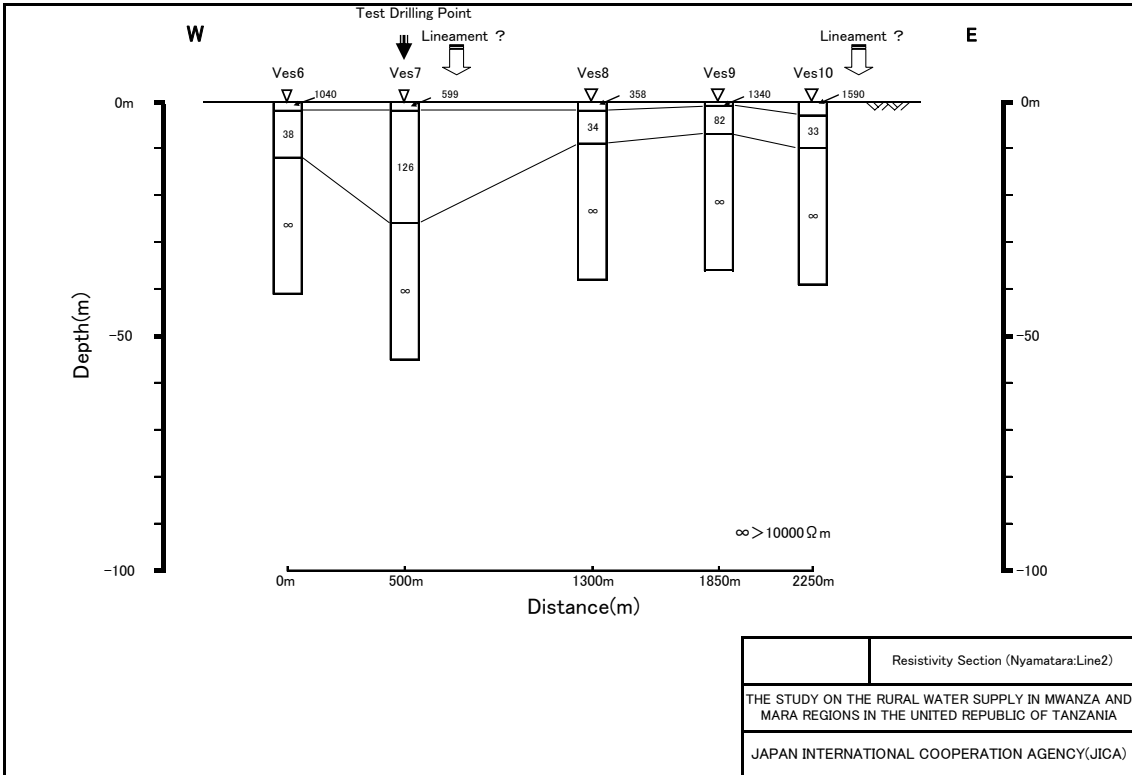 Test Drilling Point
W
Lineament ?
Lineament ?
E
Ves6
Ves7
Ves8
Ves9
Ves10
0m
1040
599
358
1340
1590
0m
38
126
34
82
33
∞
∞
∞
∞
∞
Depth(m)
-50
-50
∞＞10000Ωm
-100
-100
0m
500m
1300m
1850m
2250m
Distance(m)
Resistivity Section (Nyamatara:Line2)
THE STUDY ON THE RURAL WATER SUPPLY IN MWANZA AND
MARA REGIONS IN THE UNITED REPUBLIC OF TANZANIA
JAPAN INTERNATIONAL COOPERATION AGENCY(JICA)